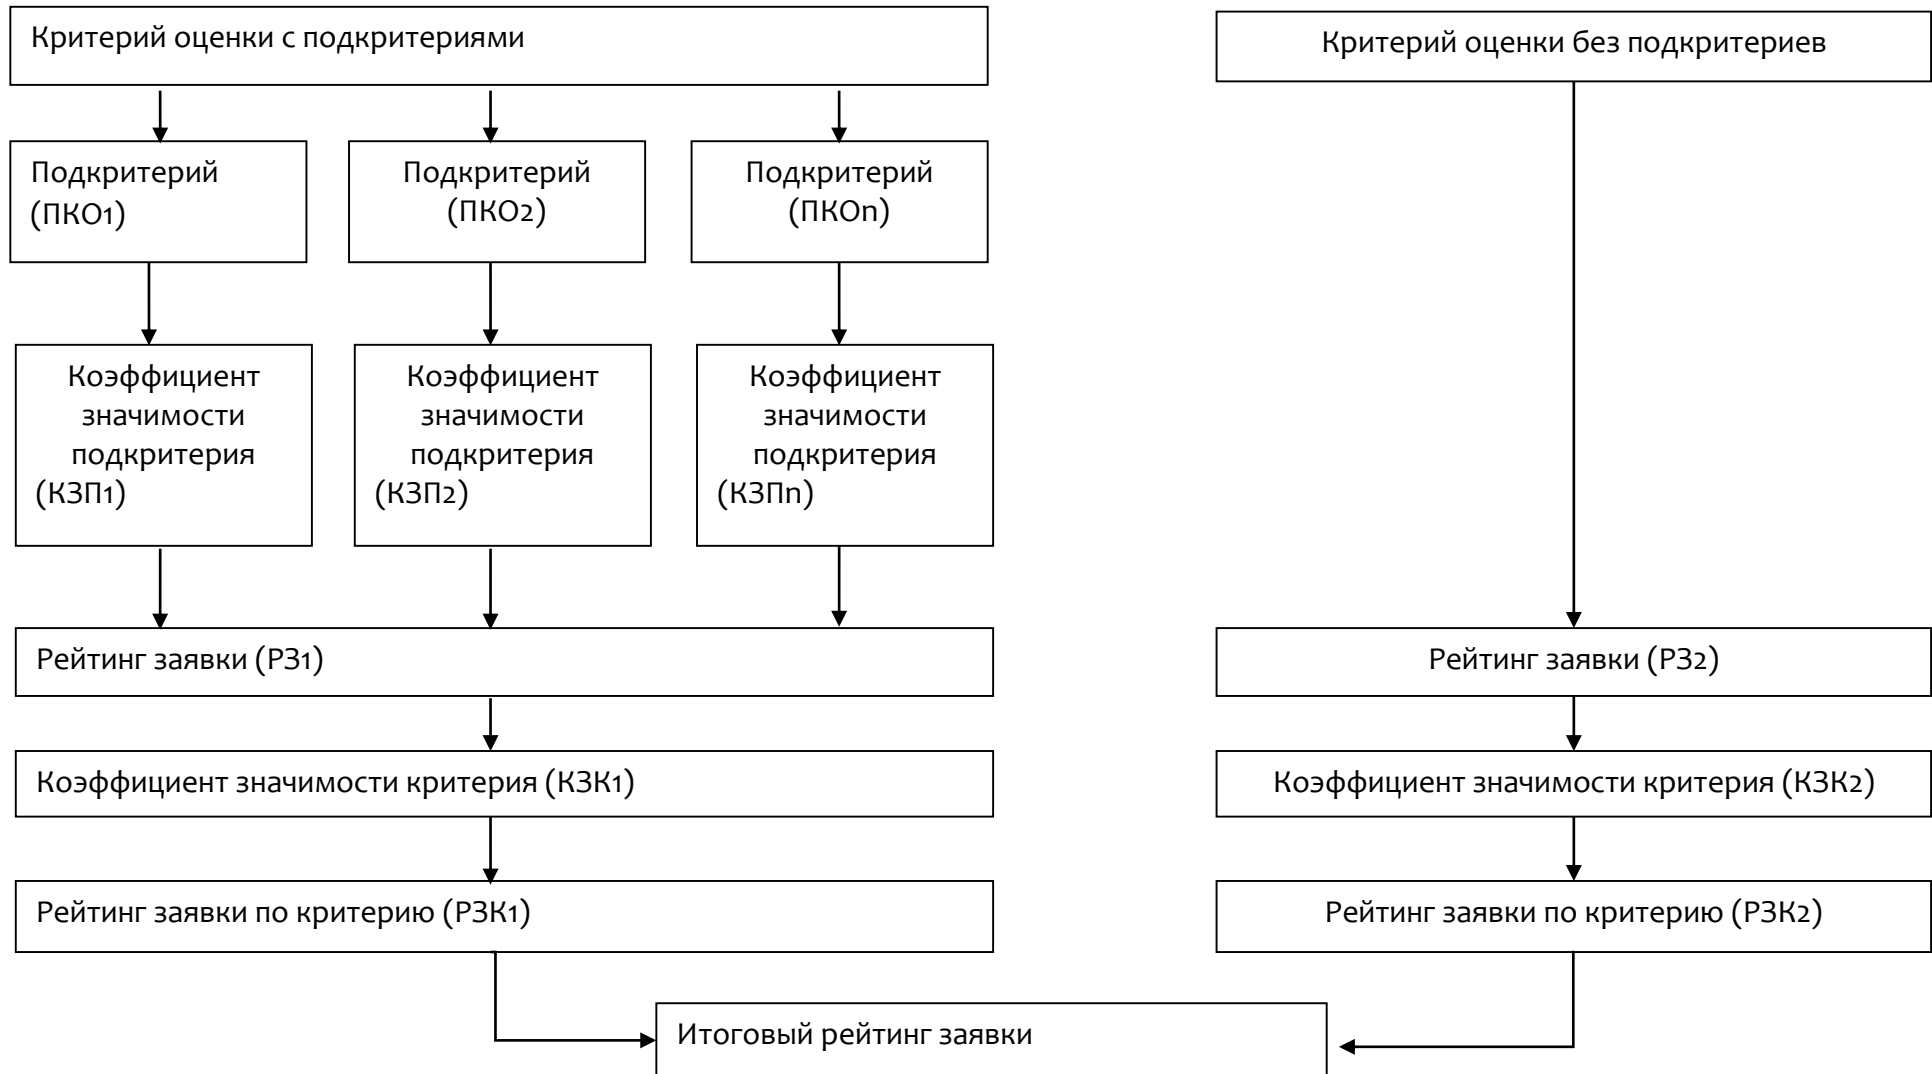 Критерий оценки с подкритериями
Критерий оценки без подкритериев
Подкритерий
(ПКО1)
Подкритерий
(ПКО2)
Подкритерий
(ПКОn)
Коэффициент
значимости
подкритерия
(КЗП1)
Коэффициент
значимости
подкритерия
(КЗП2)
Коэффициент
значимости
подкритерия
(КЗПn)
Рейтинг заявки (РЗ1)
Рейтинг заявки (РЗ2)
Коэффициент значимости критерия (КЗК1)
Коэффициент значимости критерия (КЗК2)
Рейтинг заявки по критерию (РЗК1)
Рейтинг заявки по критерию (РЗК2)
Итоговый рейтинг заявки